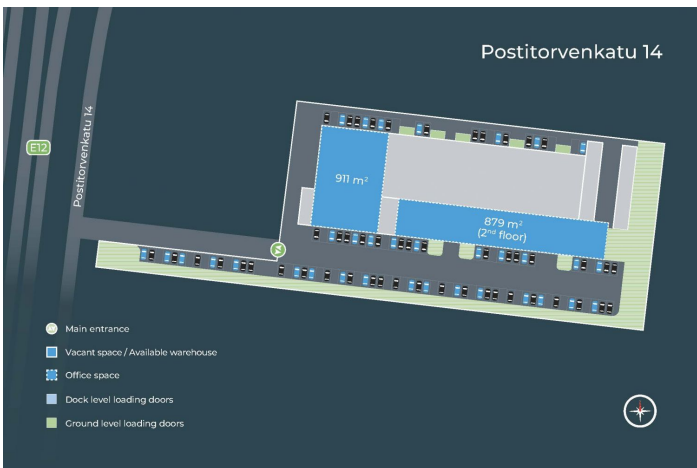 Postitorvenkatu 14
E12
Postitorvenkatu 14
911 m²
879 m²
(2ⁿᵈ floor)
Main entrance
Vacant space / Available warehouse
Office space
Dock level loading doors
Ground level loading doors